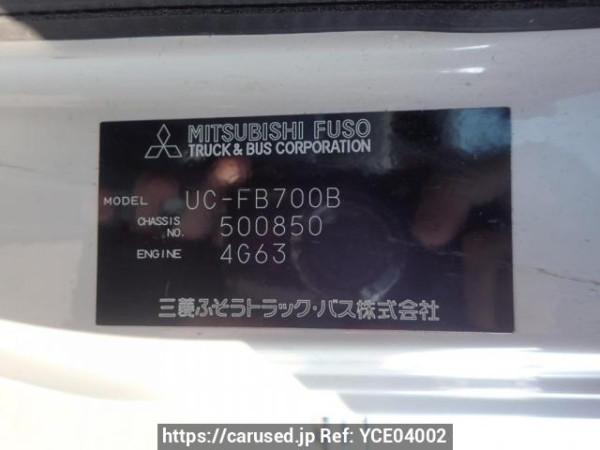 MITSUBISHI FUSO
TRUCK & BUS CORPORATION
MODEL UC-FB700B
CHASSIS NO. 500850
ENGINE 4G63
三菱ふそうトラック・バス株式会社
https://carused.jp Ref: YCE04002